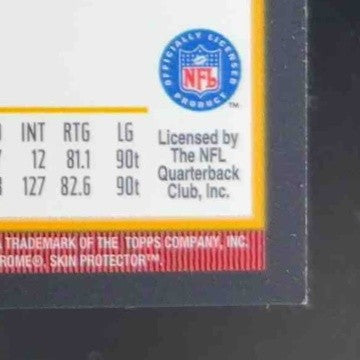 OFFICIALLY LICENSED
NFL
PRODUCT
™
INT RTG LG
12 81.1 90t
127 82.6 90t
Licensed by
The NFL
Quarterback
Club, Inc.
TRADEMARK OF THE TOPPS COMPANY, INC.
ROME®. SKIN PROTECTOR™.